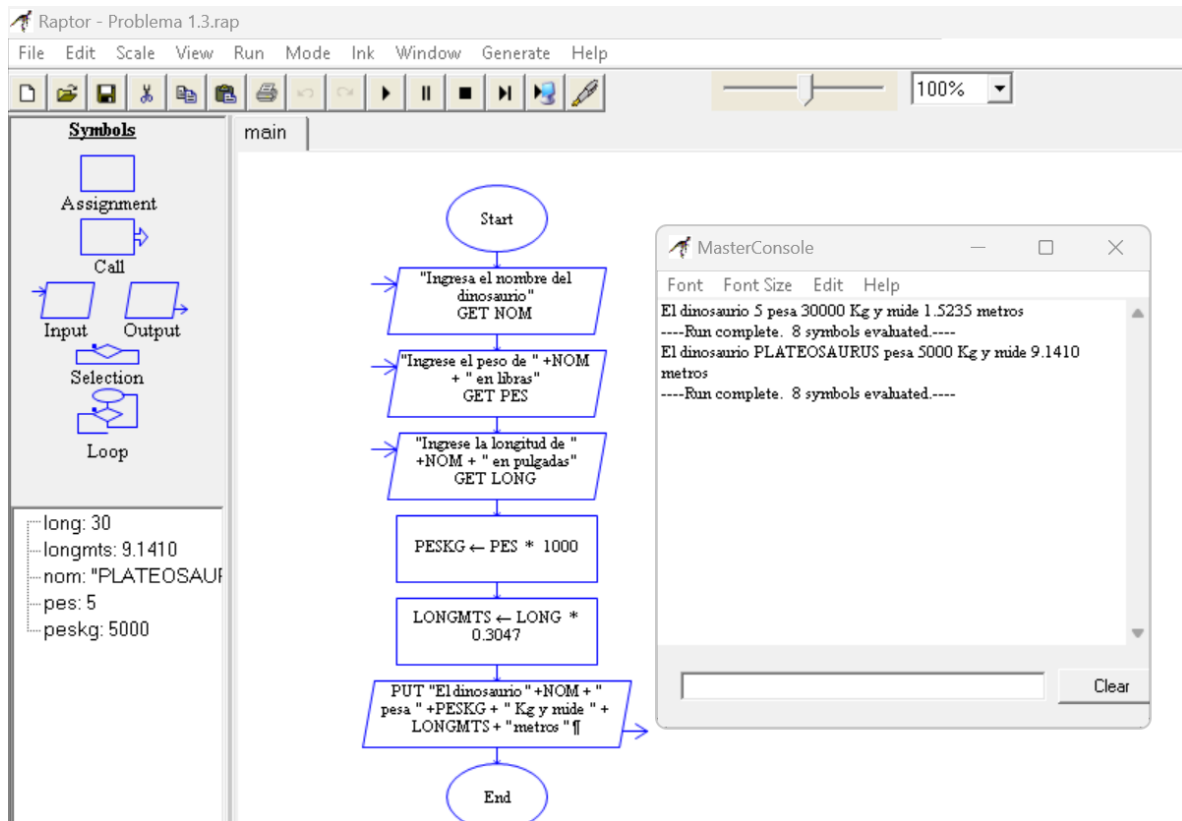 Raptor - Problema 1.3.rap
File Edit Scale View Run Mode Ink Window Generate Help
100%
Symbols
Assignment
Call
Input Output
Selection
Loop
long: 30
longmts: 9.1410
nom: "PLATEOSAUR
pes: 5
peskg: 5000
main
Start
"Ingresa el nombre del
dinosaurio"
GET NOM
"Ingrese el peso de " +NOM
+ " en libras"
GET PES
"Ingrese la longitud de "
+NOM + " en pulgadas"
GET LONG
PESKG ← PES * 1000
LONGMTS ← LONG *
0.3047
PUT "El dinosaurio " +NOM + "
pesa " +PESKG + " Kg y mide " +
LONGMTS + "metros "¶
End
MasterConsole
Font Font Size Edit Help
El dinosaurio 5 pesa 30000 Kg y mide 1.5235 metros
----Run complete. 8 symbols evaluated.----
El dinosaurio PLATEOSAURUS pesa 5000 Kg y mide 9.1410
metros
----Run complete. 8 symbols evaluated.----
Clear